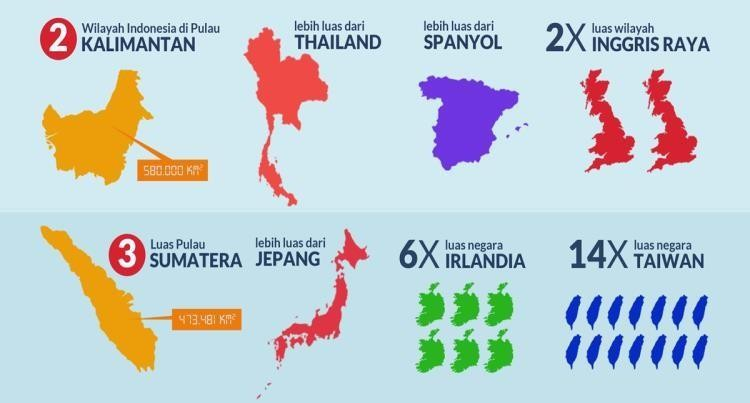 2
Wilayah Indonesia di Pulau
KALIMANTAN
580.000 KM²
lebih luas dari
THAILAND
lebih luas dari
SPANYOL
2X
luas wilayah
INGGRIS RAYA
3
Luas Pulau
SUMATERA
473.481 KM²
lebih luas dari
JEPANG
6X
luas negara
IRLANDIA
14X
luas negara
TAIWAN